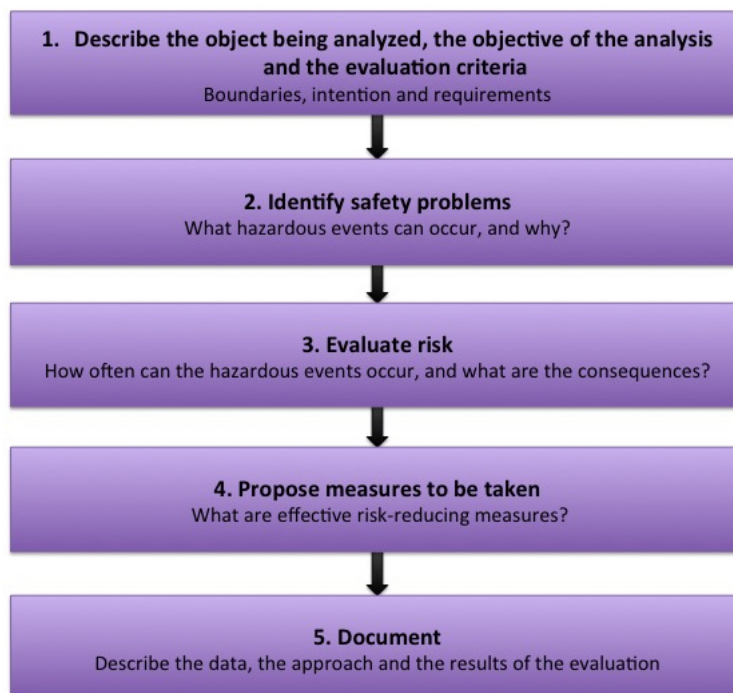 1. Describe the object being analyzed, the objective of the analysis
and the evaluation criteria
Boundaries, intention and requirements
2. Identify safety problems
What hazardous events can occur, and why?
3. Evaluate risk
How often can the hazardous events occur, and what are the consequences?
4. Propose measures to be taken
What are effective risk-reducing measures?
5. Document
Describe the data, the approach and the results of the evaluation